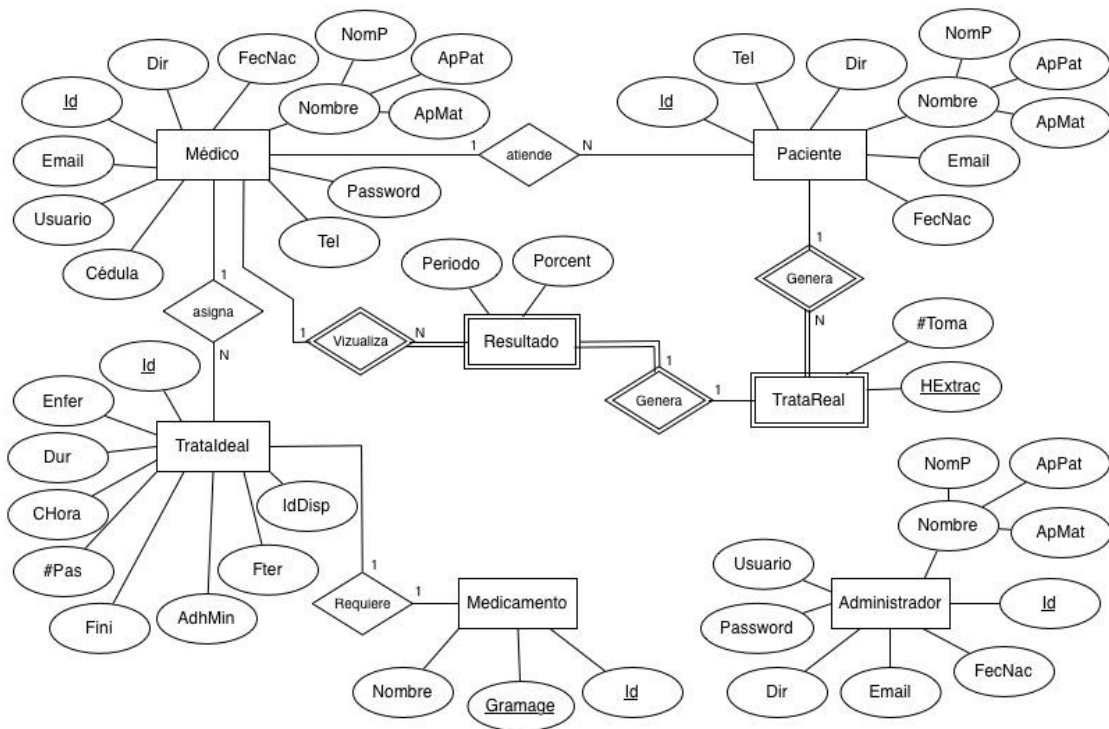 NomP
Dir
FecNac
ApPat
Id
Nombre
ApMat
Email
Médico
Usuario
Password
Cédula
Tel
1
atiende
N
NomP
Tel
Dir
ApPat
Id
Nombre
ApMat
Paciente
Email
FecNac
1
Genera
N
1
asigna
N
1
Vizualiza
N
Periodo
Porcent
Resultado
1
Genera
1
#Toma
TrataReal
HExtrac
Id
Enfer
TrataIdeal
Dur
CHora
IdDisp
#Pas
Fter
Fini
AdhMin
1
Requiere
1
Medicamento
Nombre
Gramage
Id
NomP
ApPat
Nombre
ApMat
Usuario
Administrador
Id
Password
FecNac
Dir
Email